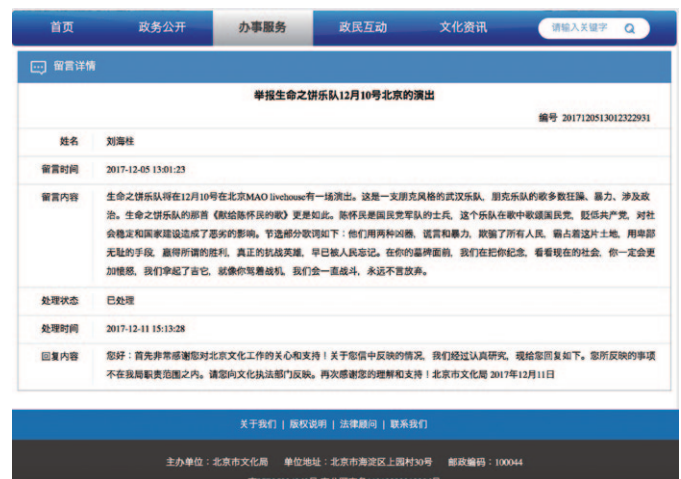 首页 政务公开 办事服务 政民互动 文化资讯 请输入关键字
留言详情
举报生命之饼乐队12月10号北京的演出
编号 2017120513012322931
姓名 刘海柱
留言时间 2017-12-05 13:01:23
留言内容 生命之饼乐队将在12月10号在北京MAO livehouse有一场演出。这是一支朋克风格的武汉乐队，朋克乐队的歌多数狂躁、暴力、涉及政
治。生命之饼乐队的那首《献给陈怀民的歌》更是如此。陈怀民是国民党军队的士兵，这个乐队在歌中歌颂国民党，贬低共产党，对社
会稳定和国家建设造成了恶劣的影响。节选部分歌词如下：他们用两种凶器，谎言和暴力，欺骗了所有人民，霸占着这片土地，用卑鄙
无耻的手段，赢得所谓的胜利，真正的抗战英雄，早已被人民忘记。在你的墓碑面前，我们在把你纪念，看看现在的社会，你一定会更
加愤怒，我们拿起了吉它，就像你驾着战机，我们会一直战斗，永远不言放弃。
处理状态 已处理
处理时间 2017-12-11 15:13:28
回复内容 您好：首先非常感谢您对北京文化工作的关心和支持！关于您信中反映的情况，我们经过认真研究，现给您回复如下。您所反映的事项
不在我局职责范围之内。请您向文化执法部门反映。再次感谢您的理解和支持！北京市文化局 2017年12月11日
关于我们 | 版权说明 | 法律顾问 | 联系我们
主办单位：北京市文化局 单位地址：北京市海淀区上园村30号 邮政编码：100044